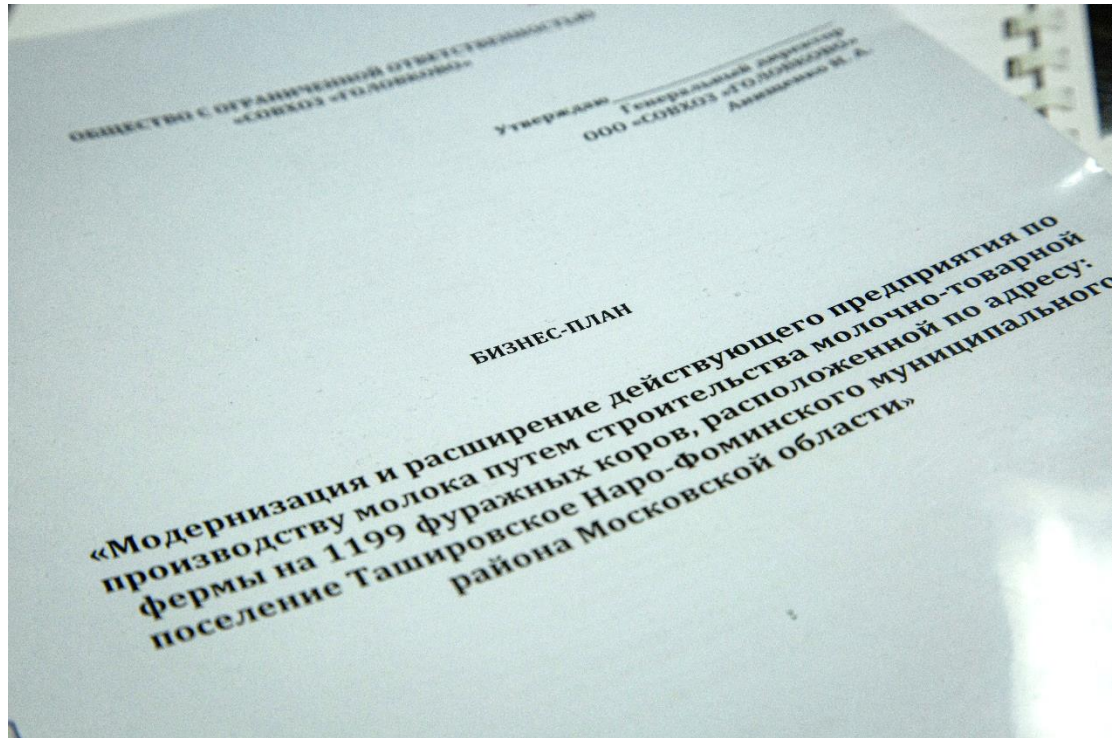 ОБЩЕСТВО С ОГРАНИЧЕННОЙ ОТВЕТСТВЕННОСТЬЮ
«СОВХОЗ «ГОЛОВКОВО»
Утверждаю
Генеральный директор
ООО «СОВХОЗ «ГОЛОВКОВО»
Анищенко И. А.
БИЗНЕС-ПЛАН
«Модернизация и расширение действующего предприятия по
производству молока путем строительства молочно-товарной
фермы на 1199 фуражных коров, расположенной по адресу:
поселение Ташировское Наро-Фоминского муниципального
района Московской области»